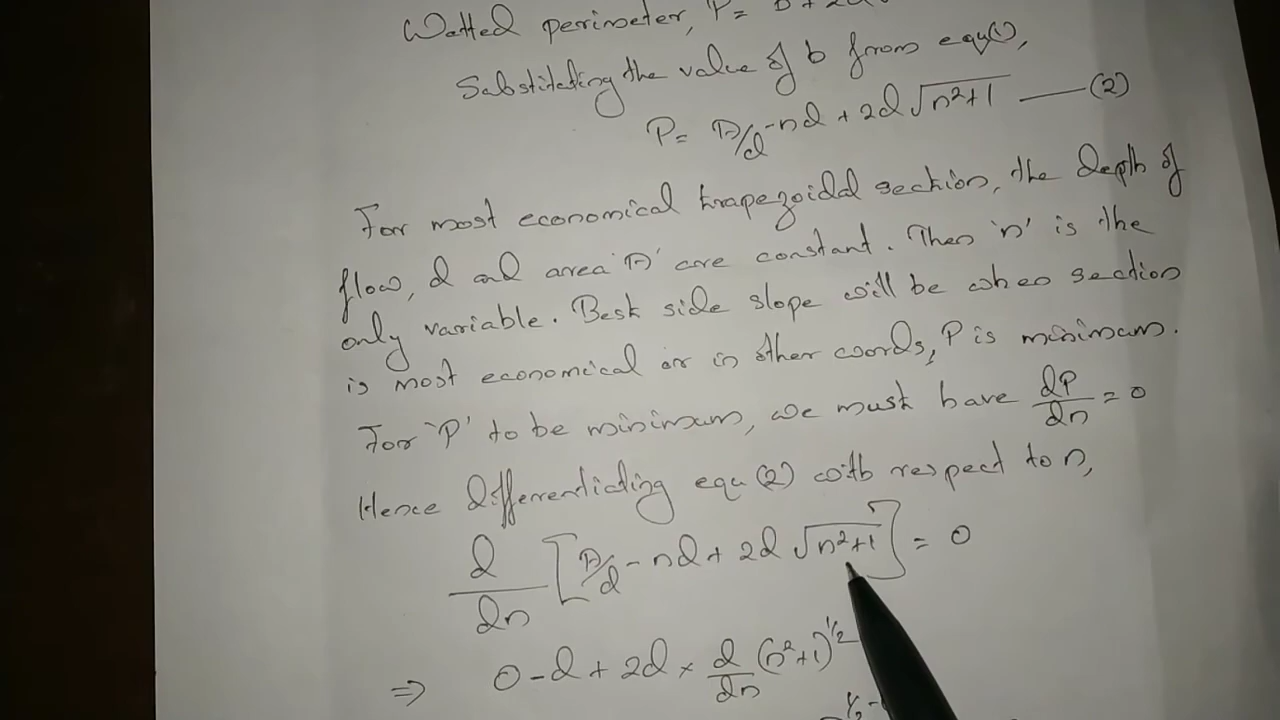 Wetted perimeter, P =
Substituting the value of b from equ(1),
P = A/d - nd + 2d √n²+1 —— (2)
For most economical trapezoidal section, the depth of
flow, d and area 'A' are constant. Then 'n' is the
only variable. Best side slope will be when section
is most economical or in other words, P is minimum.
For 'P' to be minimum, we must have dP/dn = 0
Hence differentiating equ (2) with respect to n,
d/dn [A/d - nd + 2d √n²+1] = 0
⇒ 0 - d + 2d × d/dn (n²+1)^1/2